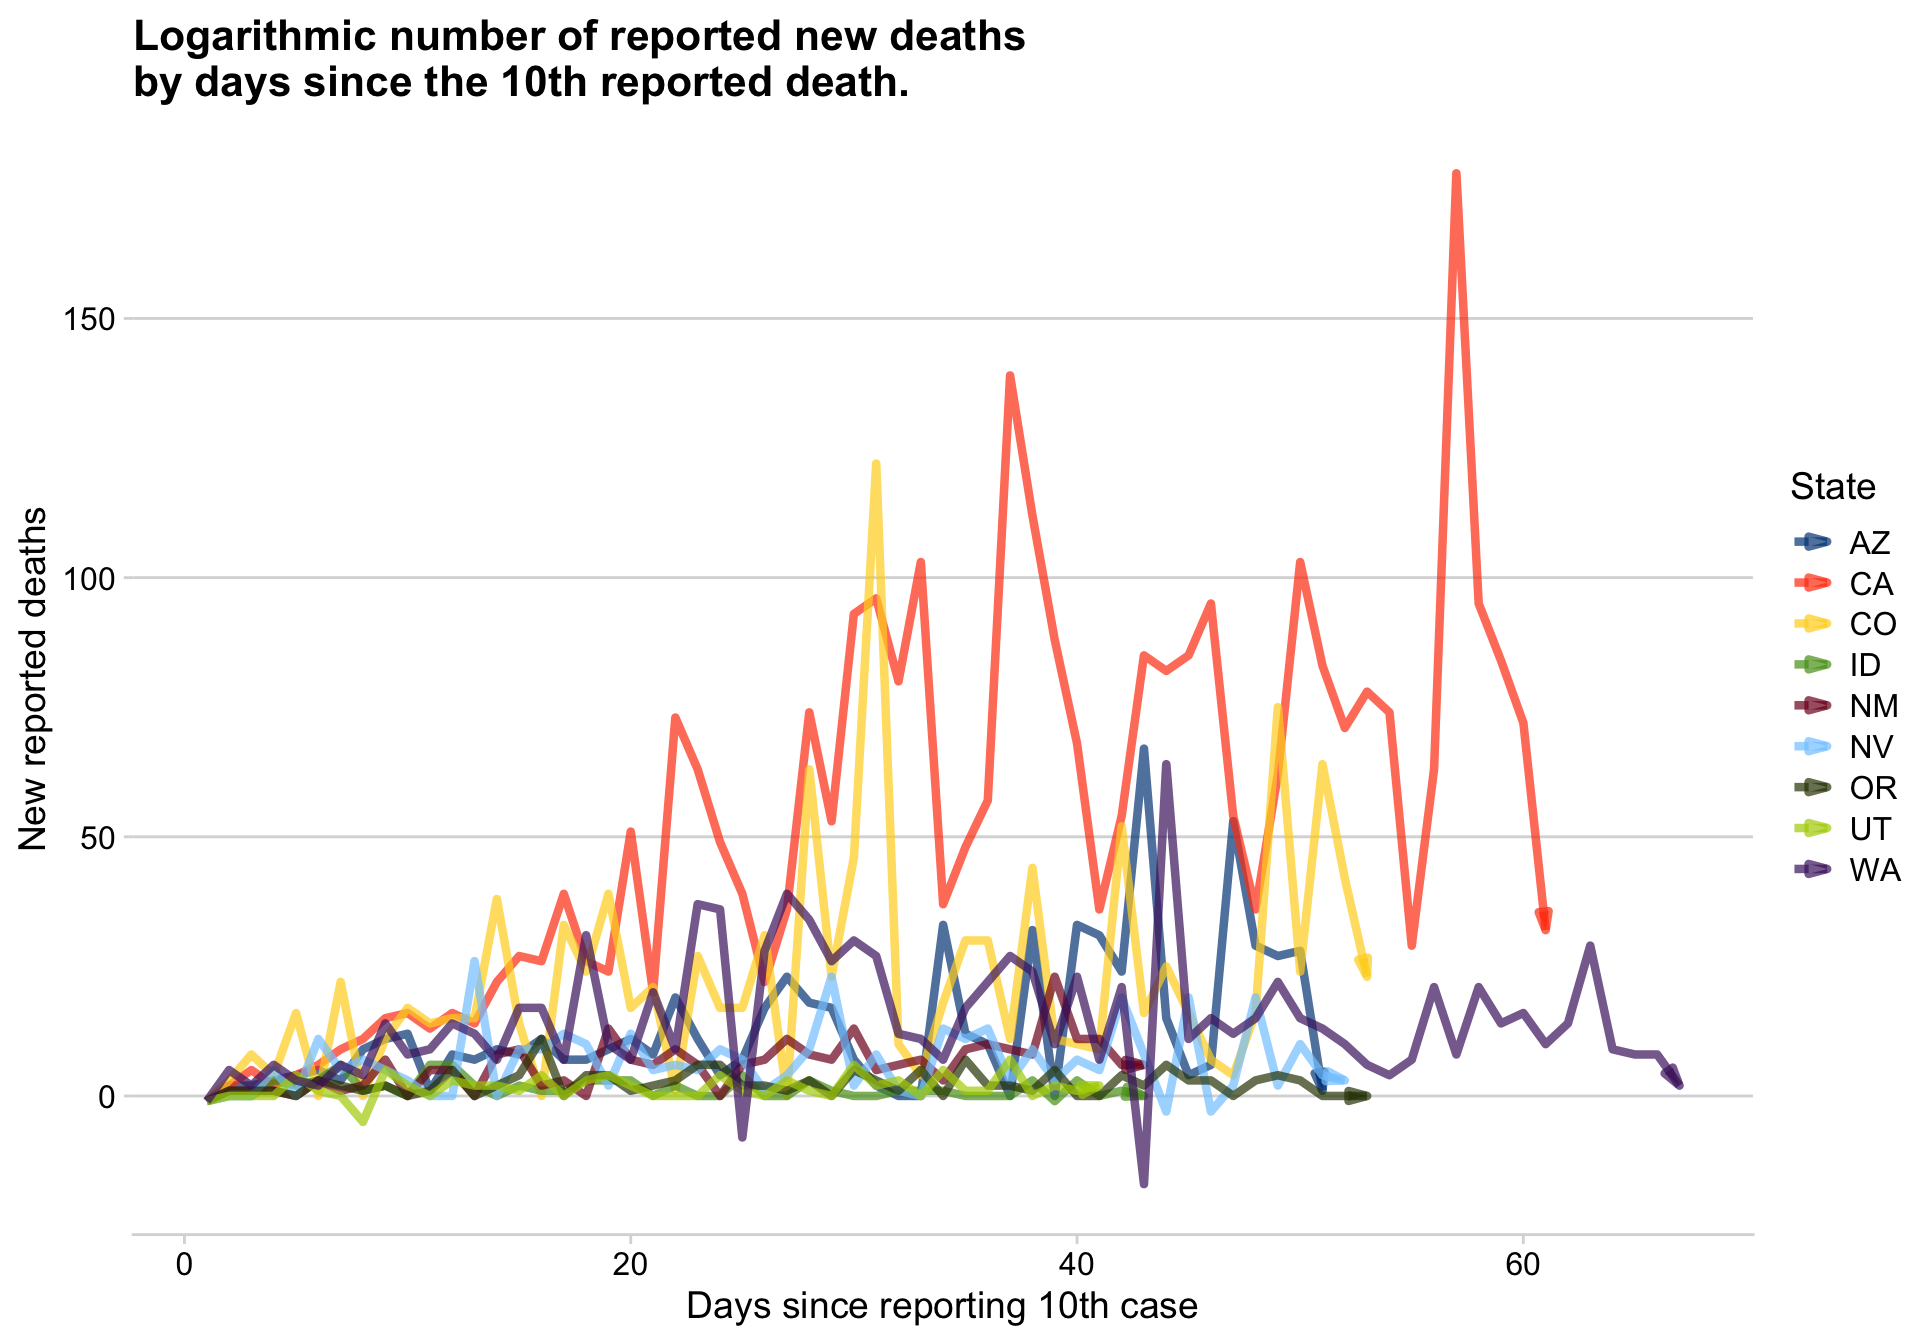 Logarithmic number of reported new deaths
by days since the 10th reported death.
New reported deaths
150
100
50
0
0
20
40
60
Days since reporting 10th case
State
AZ
CA
CO
ID
NM
NV
OR
UT
WA